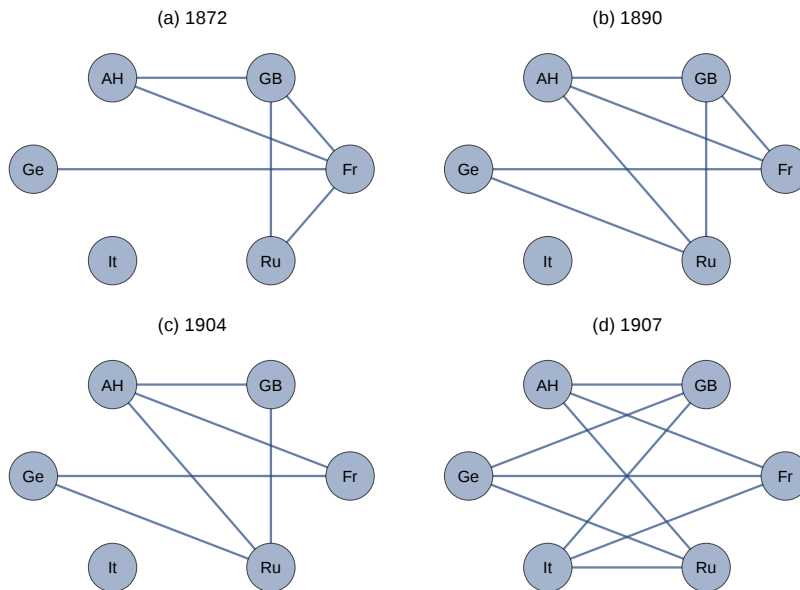 (a) 1872
AH
GB
Ge
Fr
It
Ru
(b) 1890
AH
GB
Ge
Fr
It
Ru
(c) 1904
AH
GB
Ge
Fr
It
Ru
(d) 1907
AH
GB
Ge
Fr
It
Ru